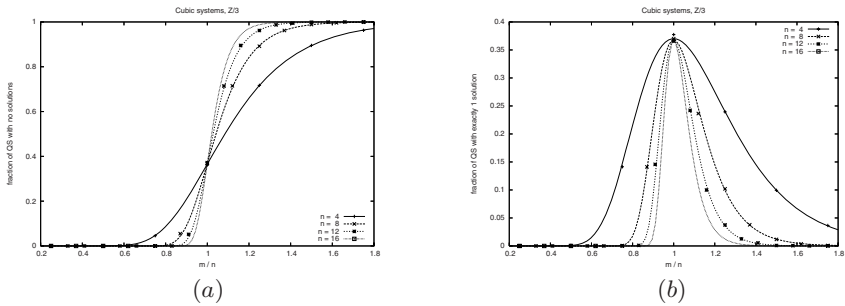 Cubic systems, Z/3
fraction of QS with no solutions
1
0.8
0.6
0.4
0.2
0
0.2 0.4 0.6 0.8 1 1.2 1.4 1.6 1.8
m / n
n = 4
n = 8
n = 12
n = 16
(a)
Cubic systems, Z/3
fraction of QS with exactly 1 solution
0.4
0.35
0.3
0.25
0.2
0.15
0.1
0.05
0
0.2 0.4 0.6 0.8 1 1.2 1.4 1.6 1.8
m / n
n = 4
n = 8
n = 12
n = 16
(b)